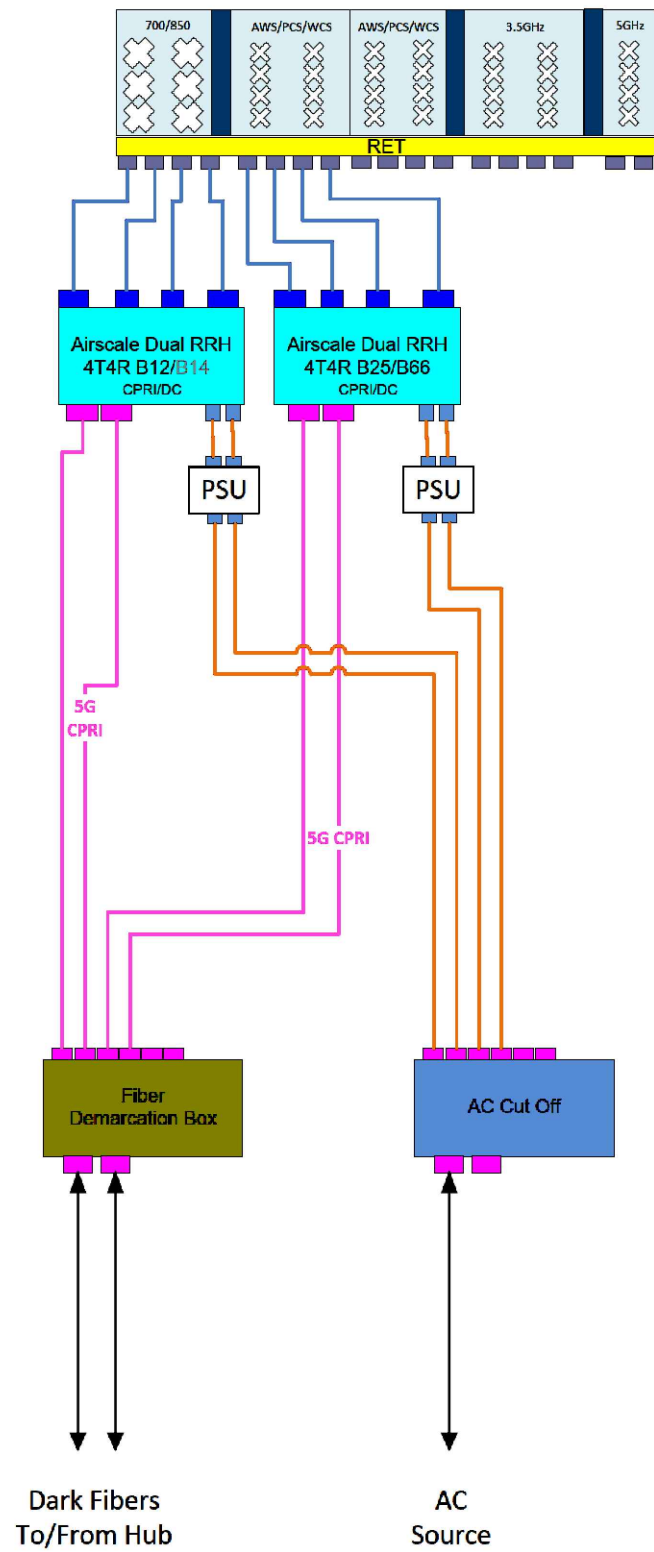 700/850
AWS/PCS/WCS
AWS/PCS/WCS
3.5GHz
5GHz
RET
Airscale Dual RRH
4T4R B12/B14
CPRI/DC
Airscale Dual RRH
4T4R B25/B66
CPRI/DC
PSU
PSU
5G
CPRI
5G CPRI
Fiber
Demarcation Box
AC Cut Off
Dark Fibers
To/From Hub
AC
Source